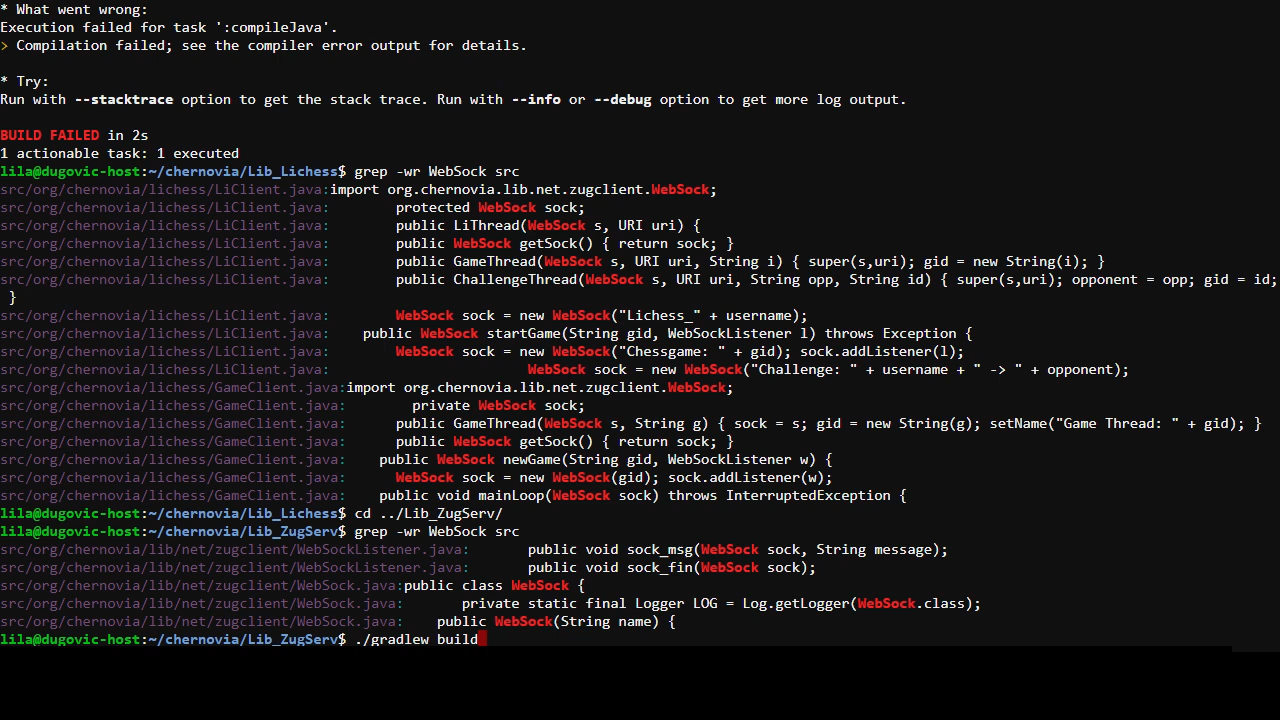 * What went wrong:
Execution failed for task ':compileJava'.
> Compilation failed; see the compiler error output for details.
* Try:
Run with --stacktrace option to get the stack trace. Run with --info or --debug option to get more log output.
BUILD FAILED in 2s
1 actionable task: 1 executed
lila@dugovic-host:~/chernovia/Lib_Lichess$ grep -wr WebSock src
src/org/chernovia/lichess/LiClient.java:import org.chernovia.lib.net.zugclient.WebSock;
src/org/chernovia/lichess/LiClient.java:        protected WebSock sock;
src/org/chernovia/lichess/LiClient.java:        public LiThread(WebSock s, URI uri) {
src/org/chernovia/lichess/LiClient.java:        public WebSock getSock() { return sock; }
src/org/chernovia/lichess/LiClient.java:        public GameThread(WebSock s, URI uri, String i) { super(s,uri); gid = new String(i); }
src/org/chernovia/lichess/LiClient.java:        public ChallengeThread(WebSock s, URI uri, String opp, String id) { super(s,uri); opponent = opp; gid = id;
 }
src/org/chernovia/lichess/LiClient.java:        WebSock sock = new WebSock("Lichess_" + username);
src/org/chernovia/lichess/LiClient.java:    public WebSock startGame(String gid, WebSockListener l) throws Exception {
src/org/chernovia/lichess/LiClient.java:        WebSock sock = new WebSock("Chessgame: " + gid); sock.addListener(l);
src/org/chernovia/lichess/LiClient.java:                        WebSock sock = new WebSock("Challenge: " + username + " -> " + opponent);
src/org/chernovia/lichess/GameClient.java:import org.chernovia.lib.net.zugclient.WebSock;
src/org/chernovia/lichess/GameClient.java:        private WebSock sock;
src/org/chernovia/lichess/GameClient.java:      public GameThread(WebSock s, String g) { sock = s; gid = new String(g); setName("Game Thread: " + gid); }
src/org/chernovia/lichess/GameClient.java:      public WebSock getSock() { return sock; }
src/org/chernovia/lichess/GameClient.java:    public WebSock newGame(String gid, WebSockListener w) {
src/org/chernovia/lichess/GameClient.java:      WebSock sock = new WebSock(gid); sock.addListener(w);
src/org/chernovia/lichess/GameClient.java:    public void mainLoop(WebSock sock) throws InterruptedException {
lila@dugovic-host:~/chernovia/Lib_Lichess$ cd ../Lib_ZugServ/
lila@dugovic-host:~/chernovia/Lib_ZugServ$ grep -wr WebSock src
src/org/chernovia/lib/net/zugclient/WebSockListener.java:       public void sock_msg(WebSock sock, String message);
src/org/chernovia/lib/net/zugclient/WebSockListener.java:       public void sock_fin(WebSock sock);
src/org/chernovia/lib/net/zugclient/WebSock.java:public class WebSock {
src/org/chernovia/lib/net/zugclient/WebSock.java:       private static final Logger LOG = Log.getLogger(WebSock.class);
src/org/chernovia/lib/net/zugclient/WebSock.java:    public WebSock(String name) {
lila@dugovic-host:~/chernovia/Lib_ZugServ$ ./gradlew build